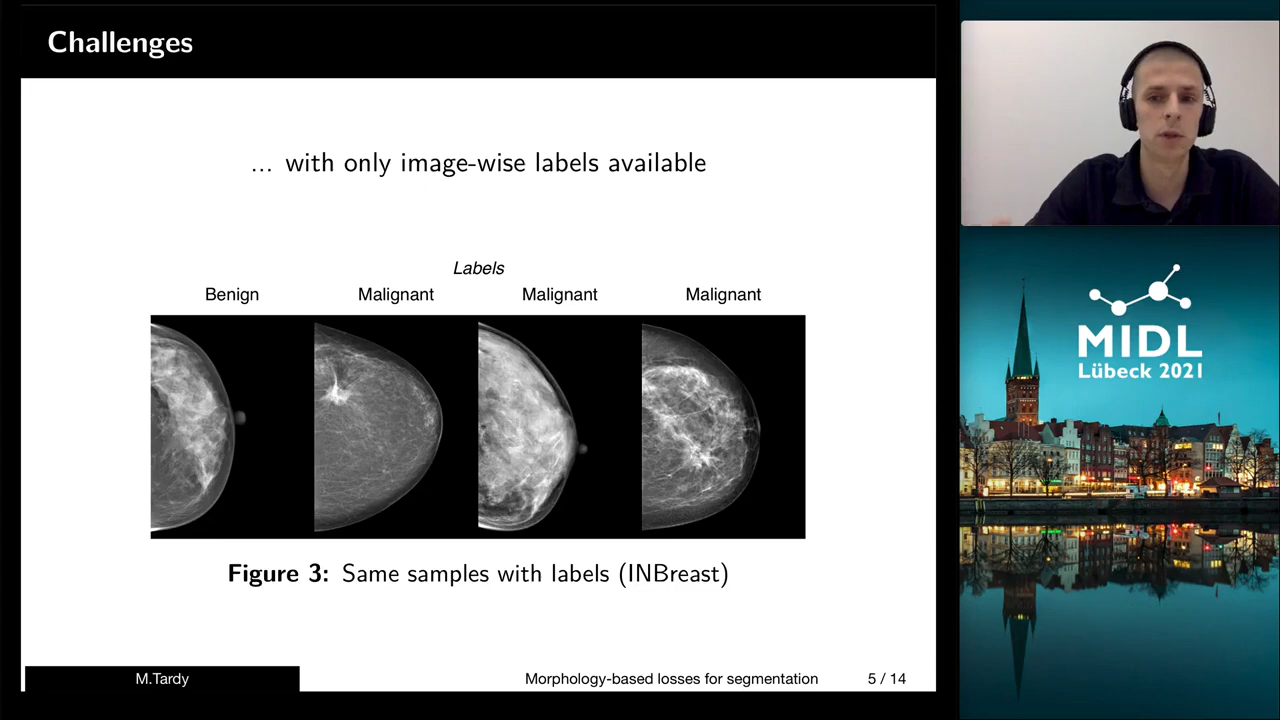 Challenges
... with only image-wise labels available
Labels
Benign Malignant Malignant Malignant
Figure 3: Same samples with labels (INBreast)
M.Tardy Morphology-based losses for segmentation 5 / 14
MIDL
Lübeck 2021